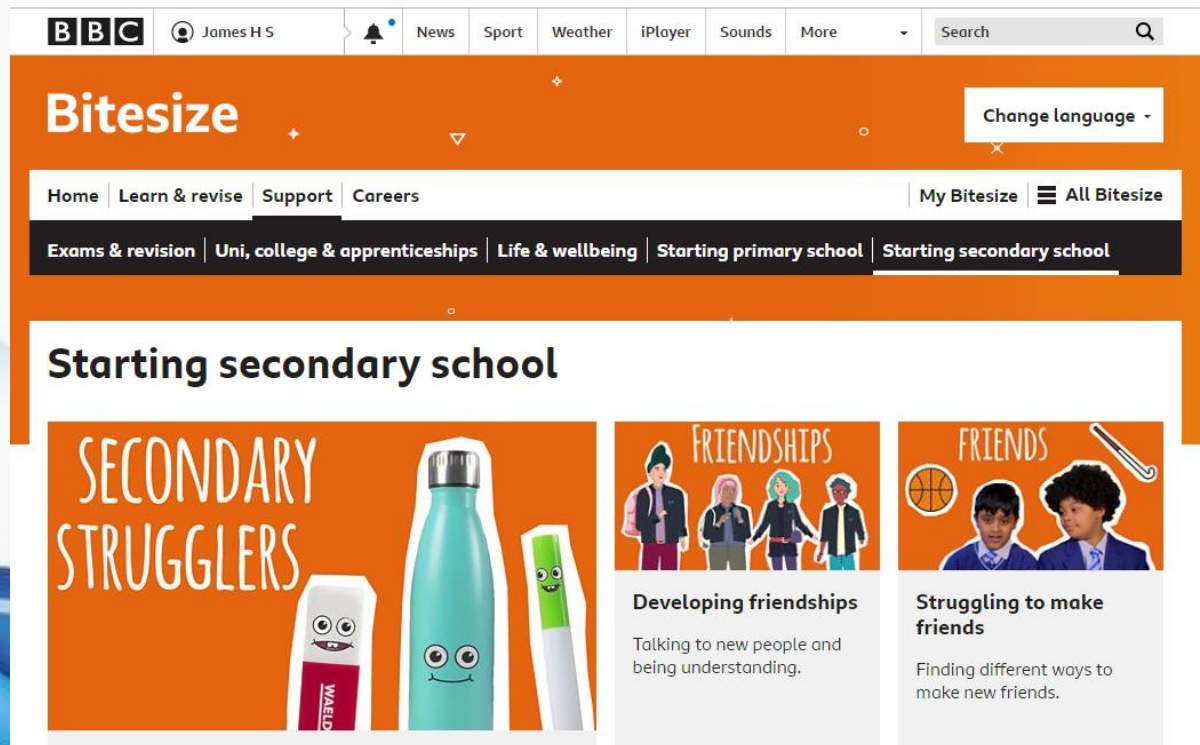 BBC James H S News Sport Weather iPlayer Sounds More Search
Bitesize
Change language
Home Learn & revise Support Careers My Bitesize All Bitesize
Exams & revision Uni, college & apprenticeships Life & wellbeing Starting primary school Starting secondary school
Starting secondary school
SECONDARY
STRUGGLERS
WAELD
FRIENDSHIPS
Developing friendships
Talking to new people and
being understanding.
FRIENDS
Struggling to make
friends
Finding different ways to
make new friends.